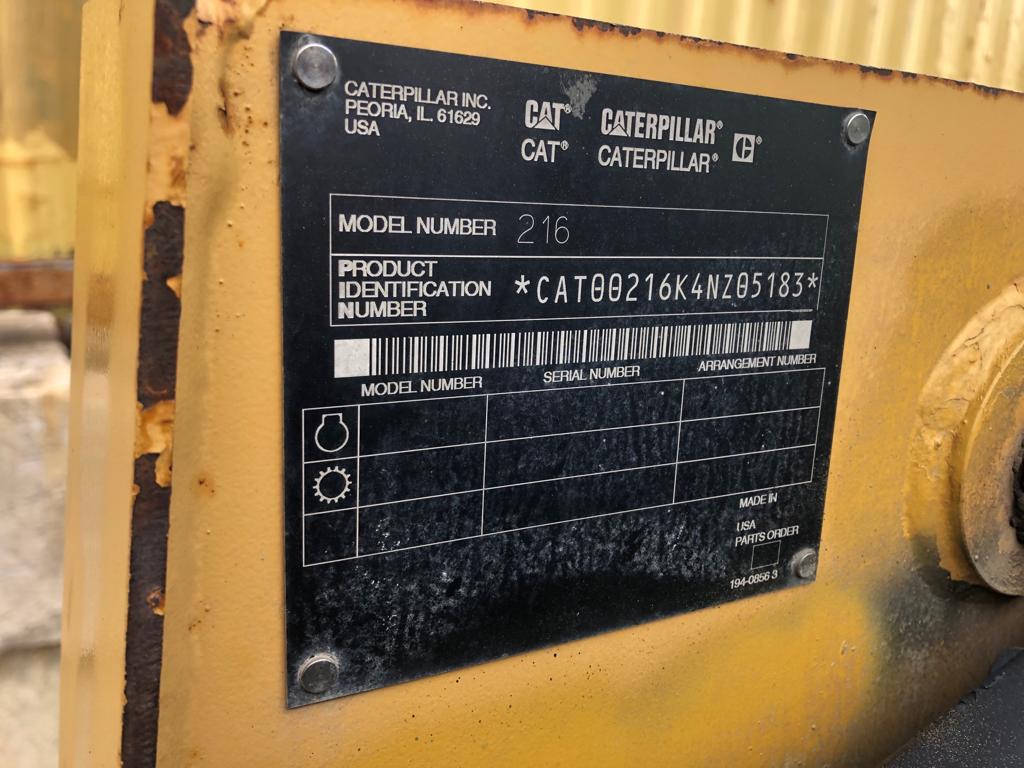 CATERPILLAR INC.
PEORIA, IL. 61629
USA
CAT® CATERPILLAR® C®
CAT® CATERPILLAR®
MODEL NUMBER 216
PRODUCT
IDENTIFICATION
NUMBER
*CAT00216K4NZ05183*
MODEL NUMBER SERIAL NUMBER ARRANGEMENT NUMBER
MADE IN
USA
PARTS ORDER
194-0856 3